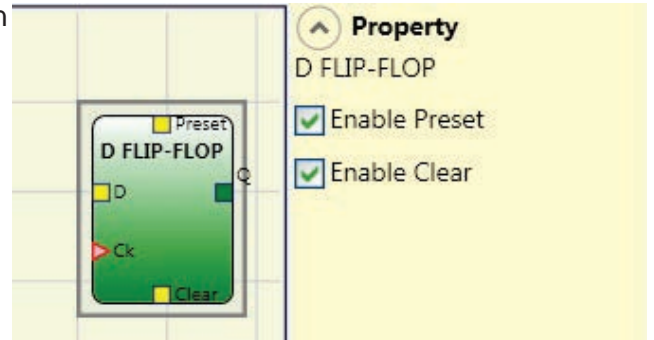 n
Preset
D FLIP-FLOP
Q
D
Ck
Clear
Property
D FLIP-FLOP
Enable Preset
Enable Clear